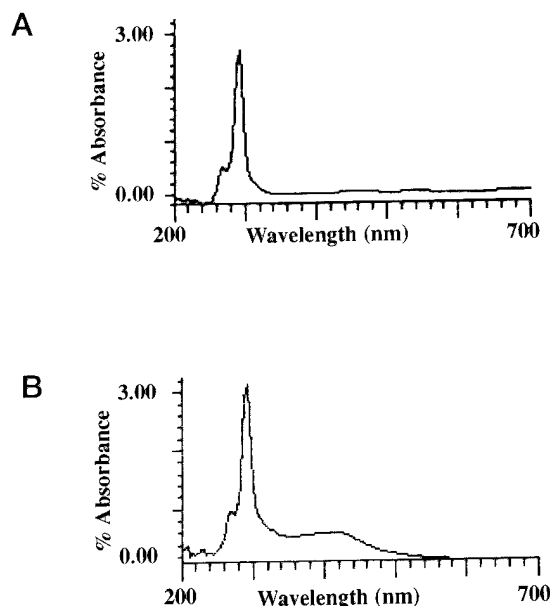 A
3.00
% Absorbance
0.00
200
Wavelength (nm)
700
B
3.00
% Absorbance
0.00
200
Wavelength (nm)
700